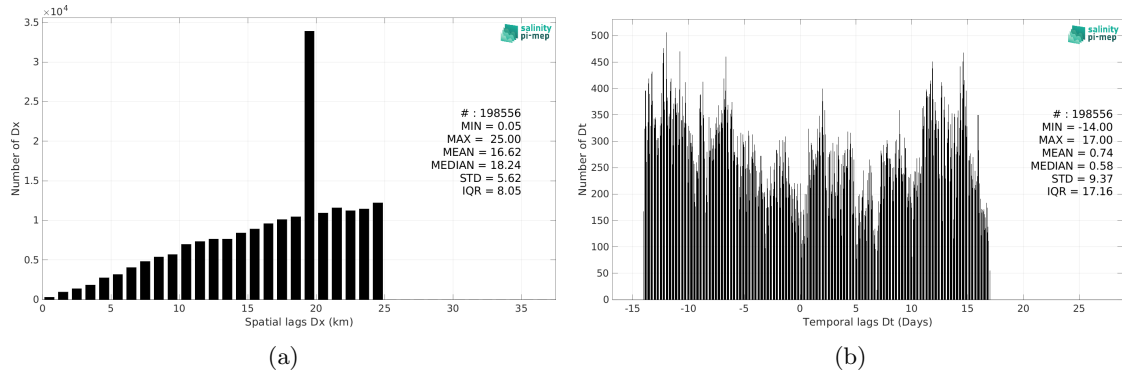 ×10⁴
3.5
3
2.5
2
1.5
1
0.5
0
Number of Dx
0 5 10 15 20 25 30 35
Spatial lags Dx (km)
salinity
pi-mep
# : 198556
MIN = 0.05
MAX = 25.00
MEAN = 16.62
MEDIAN = 18.24
STD = 5.62
IQR = 8.05
(a)
500
450
400
350
300
250
200
150
100
50
0
Number of Dt
-15 -10 -5 0 5 10 15 20 25
Temporal lags Dt (Days)
salinity
pi-mep
# : 198556
MIN = -14.00
MAX = 17.00
MEAN = 0.74
MEDIAN = 0.58
STD = 9.37
IQR = 17.16
(b)